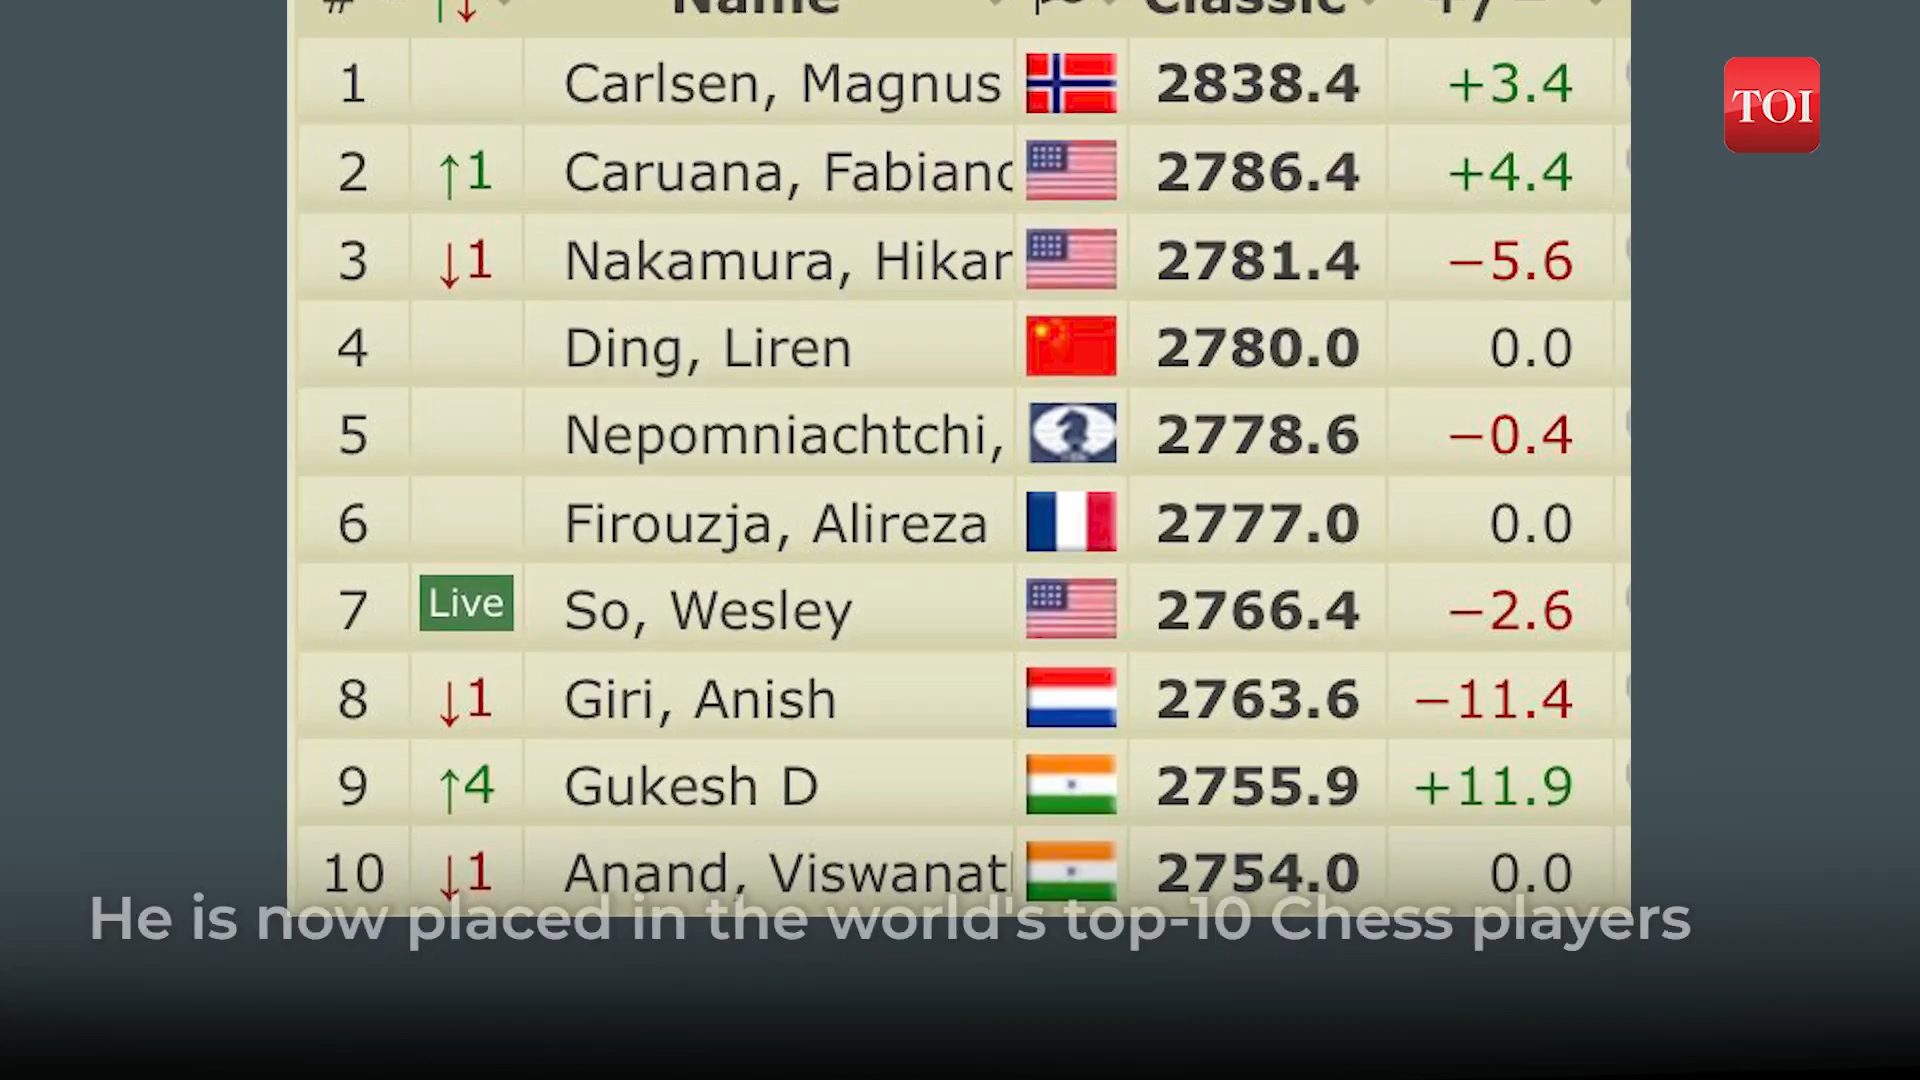 # ↑↓ Name Classic +/−
TOI
1 Carlsen, Magnus 2838.4 +3.4
2 ↑1 Caruana, Fabiano 2786.4 +4.4
3 ↓1 Nakamura, Hikar 2781.4 −5.6
4 Ding, Liren 2780.0 0.0
5 Nepomniachtchi, 2778.6 −0.4
6 Firouzja, Alireza 2777.0 0.0
7 Live So, Wesley 2766.4 −2.6
8 ↓1 Giri, Anish 2763.6 −11.4
9 ↑4 Gukesh D 2755.9 +11.9
10 ↓1 Anand, Viswanat 2754.0 0.0
He is now placed in the world's top-10 Chess players